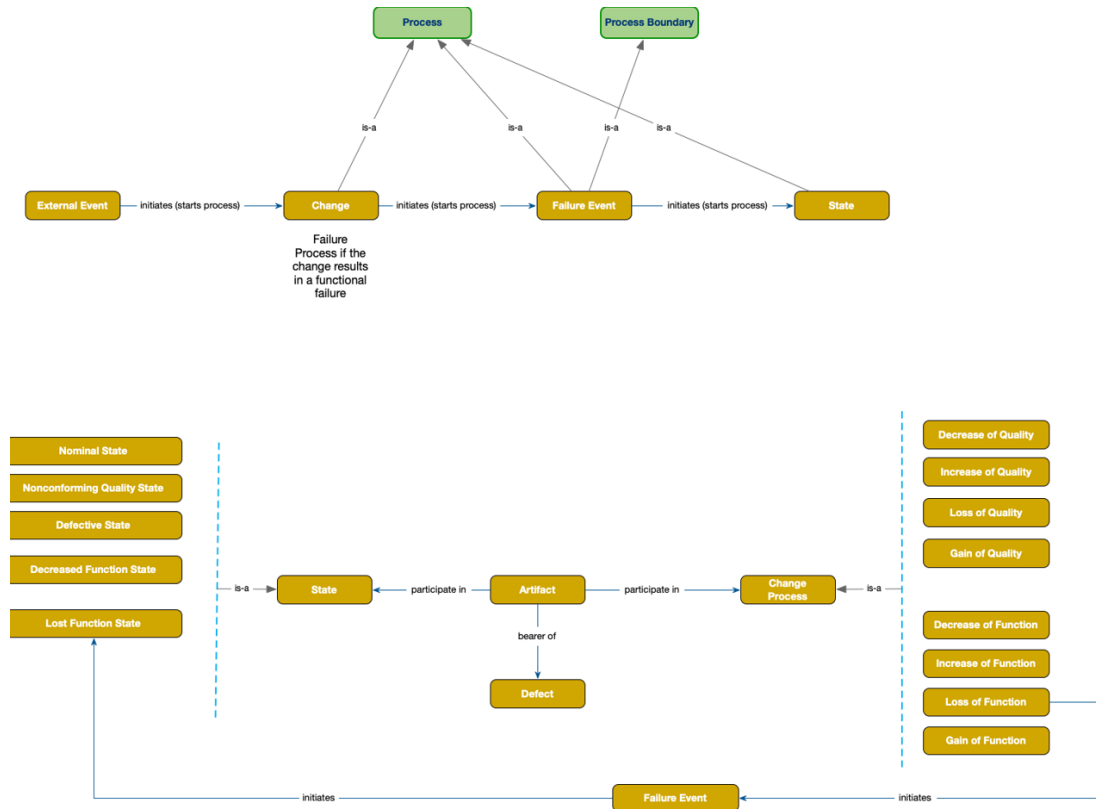 Process
Process Boundary
is-a
is-a
is-a
is-a
External Event
initiates (starts process)
Change
initiates (starts process)
Failure Event
initiates (starts process)
State
Failure
Process if the
change results
in a functional
failure
Nominal State
Nonconforming Quality State
Defective State
Decreased Function State
Lost Function State
is-a
State
participate in
Artifact
participate in
Change
Process
is-a
bearer of
Defect
Decrease of Quality
Increase of Quality
Loss of Quality
Gain of Quality
Decrease of Function
Increase of Function
Loss of Function
Gain of Function
initiates
Failure Event
initiates